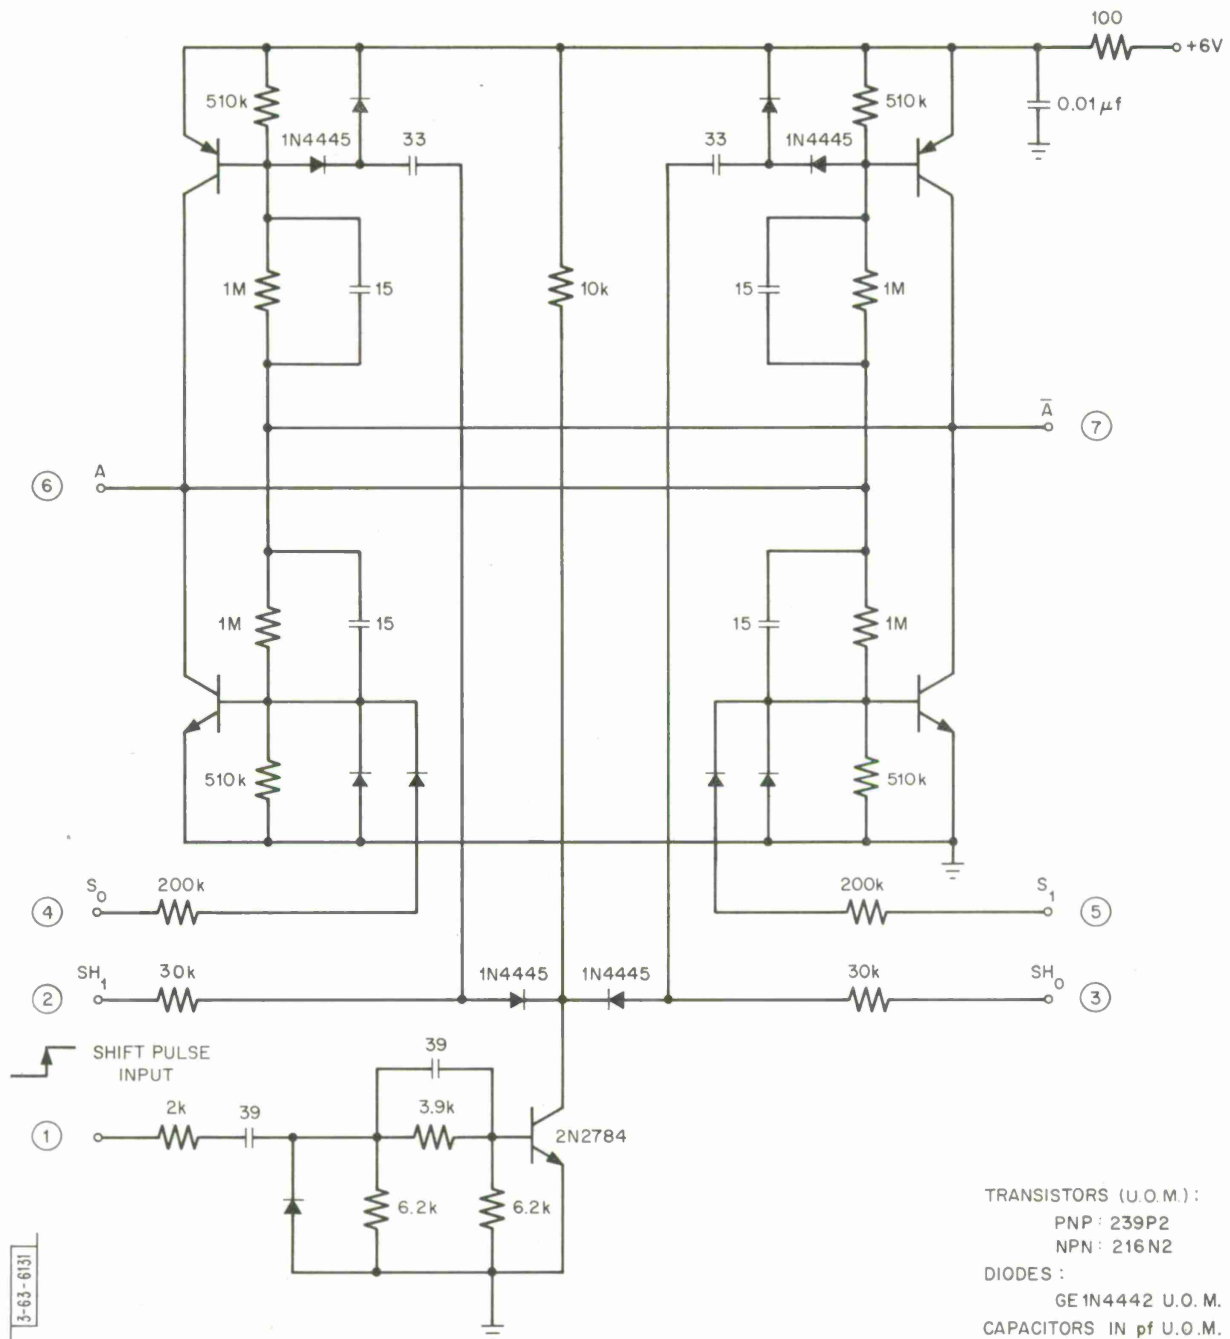 100
+6V
510k
1N4445
33
33
1N4445
510k
0.01 μf
1M
15
10k
15
1M
A̅
7
6
A
1M
15
15
1M
510k
510k
4
S0
200k
200k
S1
5
2
SH1
30k
1N4445
1N4445
30k
SH0
3
SHIFT PULSE
INPUT
39
1
2k
39
3.9k
2N2784
6.2k
6.2k
TRANSISTORS (U.O.M.):
PNP: 239P2
NPN: 216N2
DIODES:
GE1N4442 U.O.M.
CAPACITORS IN pf U.O.M.
3-63-6131